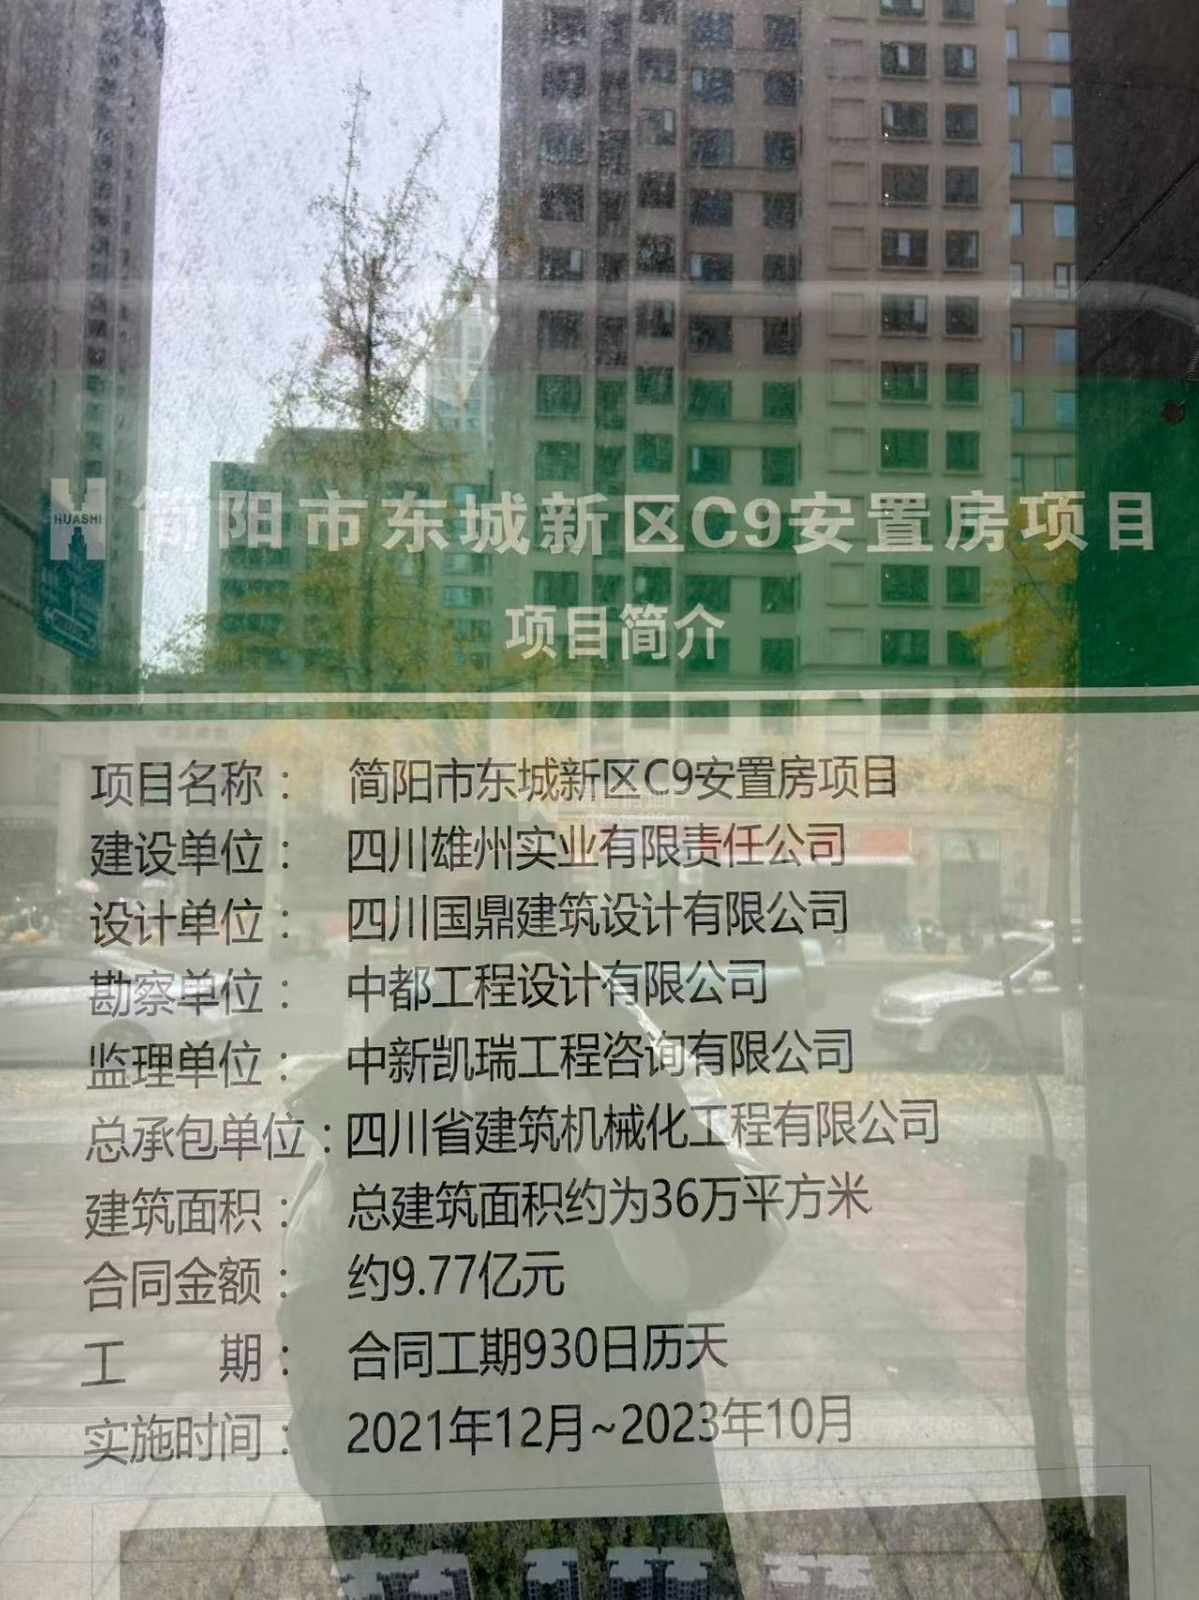 HUASHI
简阳市东城新区C9安置房项目
项目简介
项目名称： 简阳市东城新区C9安置房项目
建设单位： 四川雄州实业有限责任公司
设计单位： 四川国鼎建筑设计有限公司
勘察单位： 中都工程设计有限公司
监理单位： 中新凯瑞工程咨询有限公司
总承包单位：四川省建筑机械化工程有限公司
建筑面积： 总建筑面积约为36万平方米
合同金额： 约9.77亿元
工 期： 合同工期930日历天
实施时间： 2021年12月~2023年10月